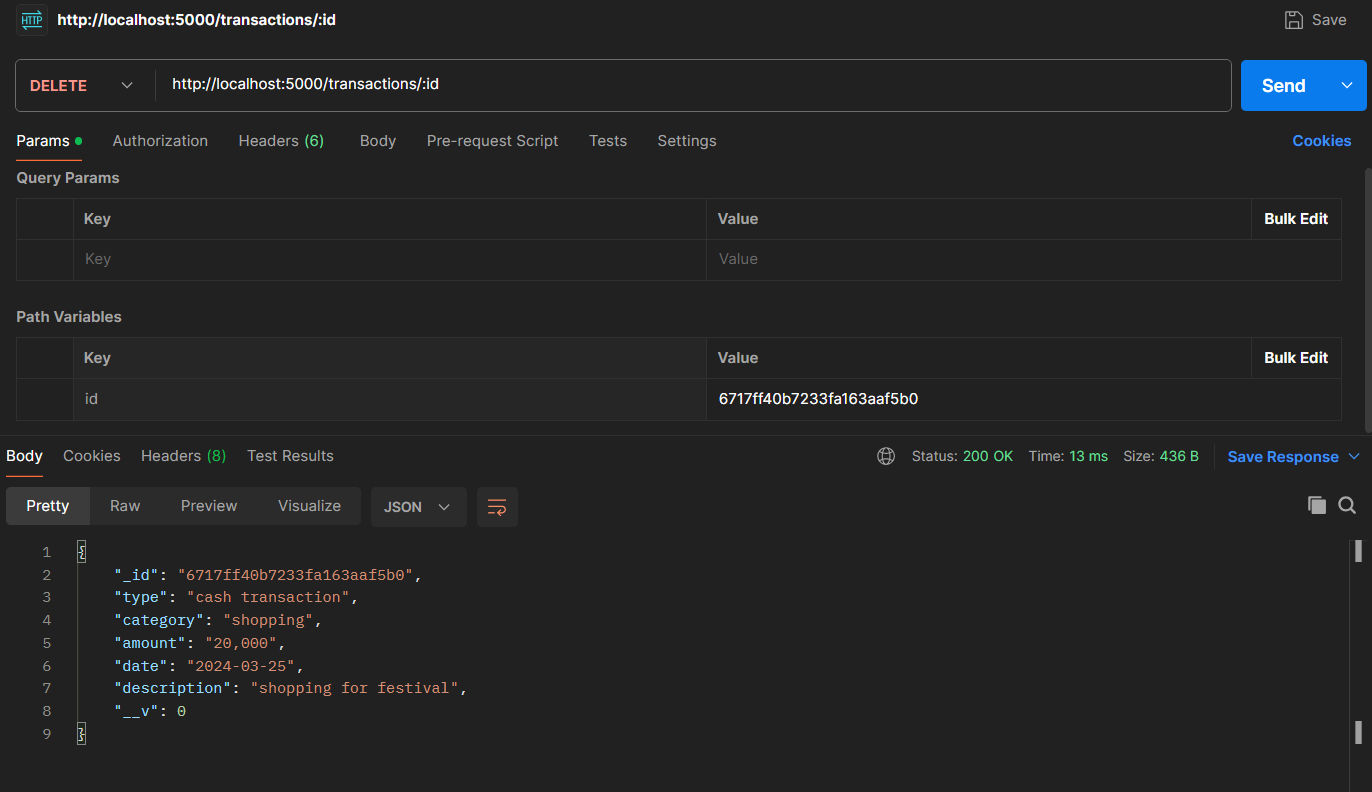 HTTP http://localhost:5000/transactions/:id Save
DELETE http://localhost:5000/transactions/:id Send
Params Authorization Headers (6) Body Pre-request Script Tests Settings Cookies
Query Params
Key Value Bulk Edit
Key Value
Path Variables
Key Value Bulk Edit
id 6717ff40b7233fa163aaf5b0
Body Cookies Headers (8) Test Results Status: 200 OK Time: 13 ms Size: 436 B Save Response
Pretty Raw Preview Visualize JSON
1 {
2 "_id": "6717ff40b7233fa163aaf5b0",
3 "type": "cash transaction",
4 "category": "shopping",
5 "amount": "20,000",
6 "date": "2024-03-25",
7 "description": "shopping for festival",
8 "__v": 0
9 }